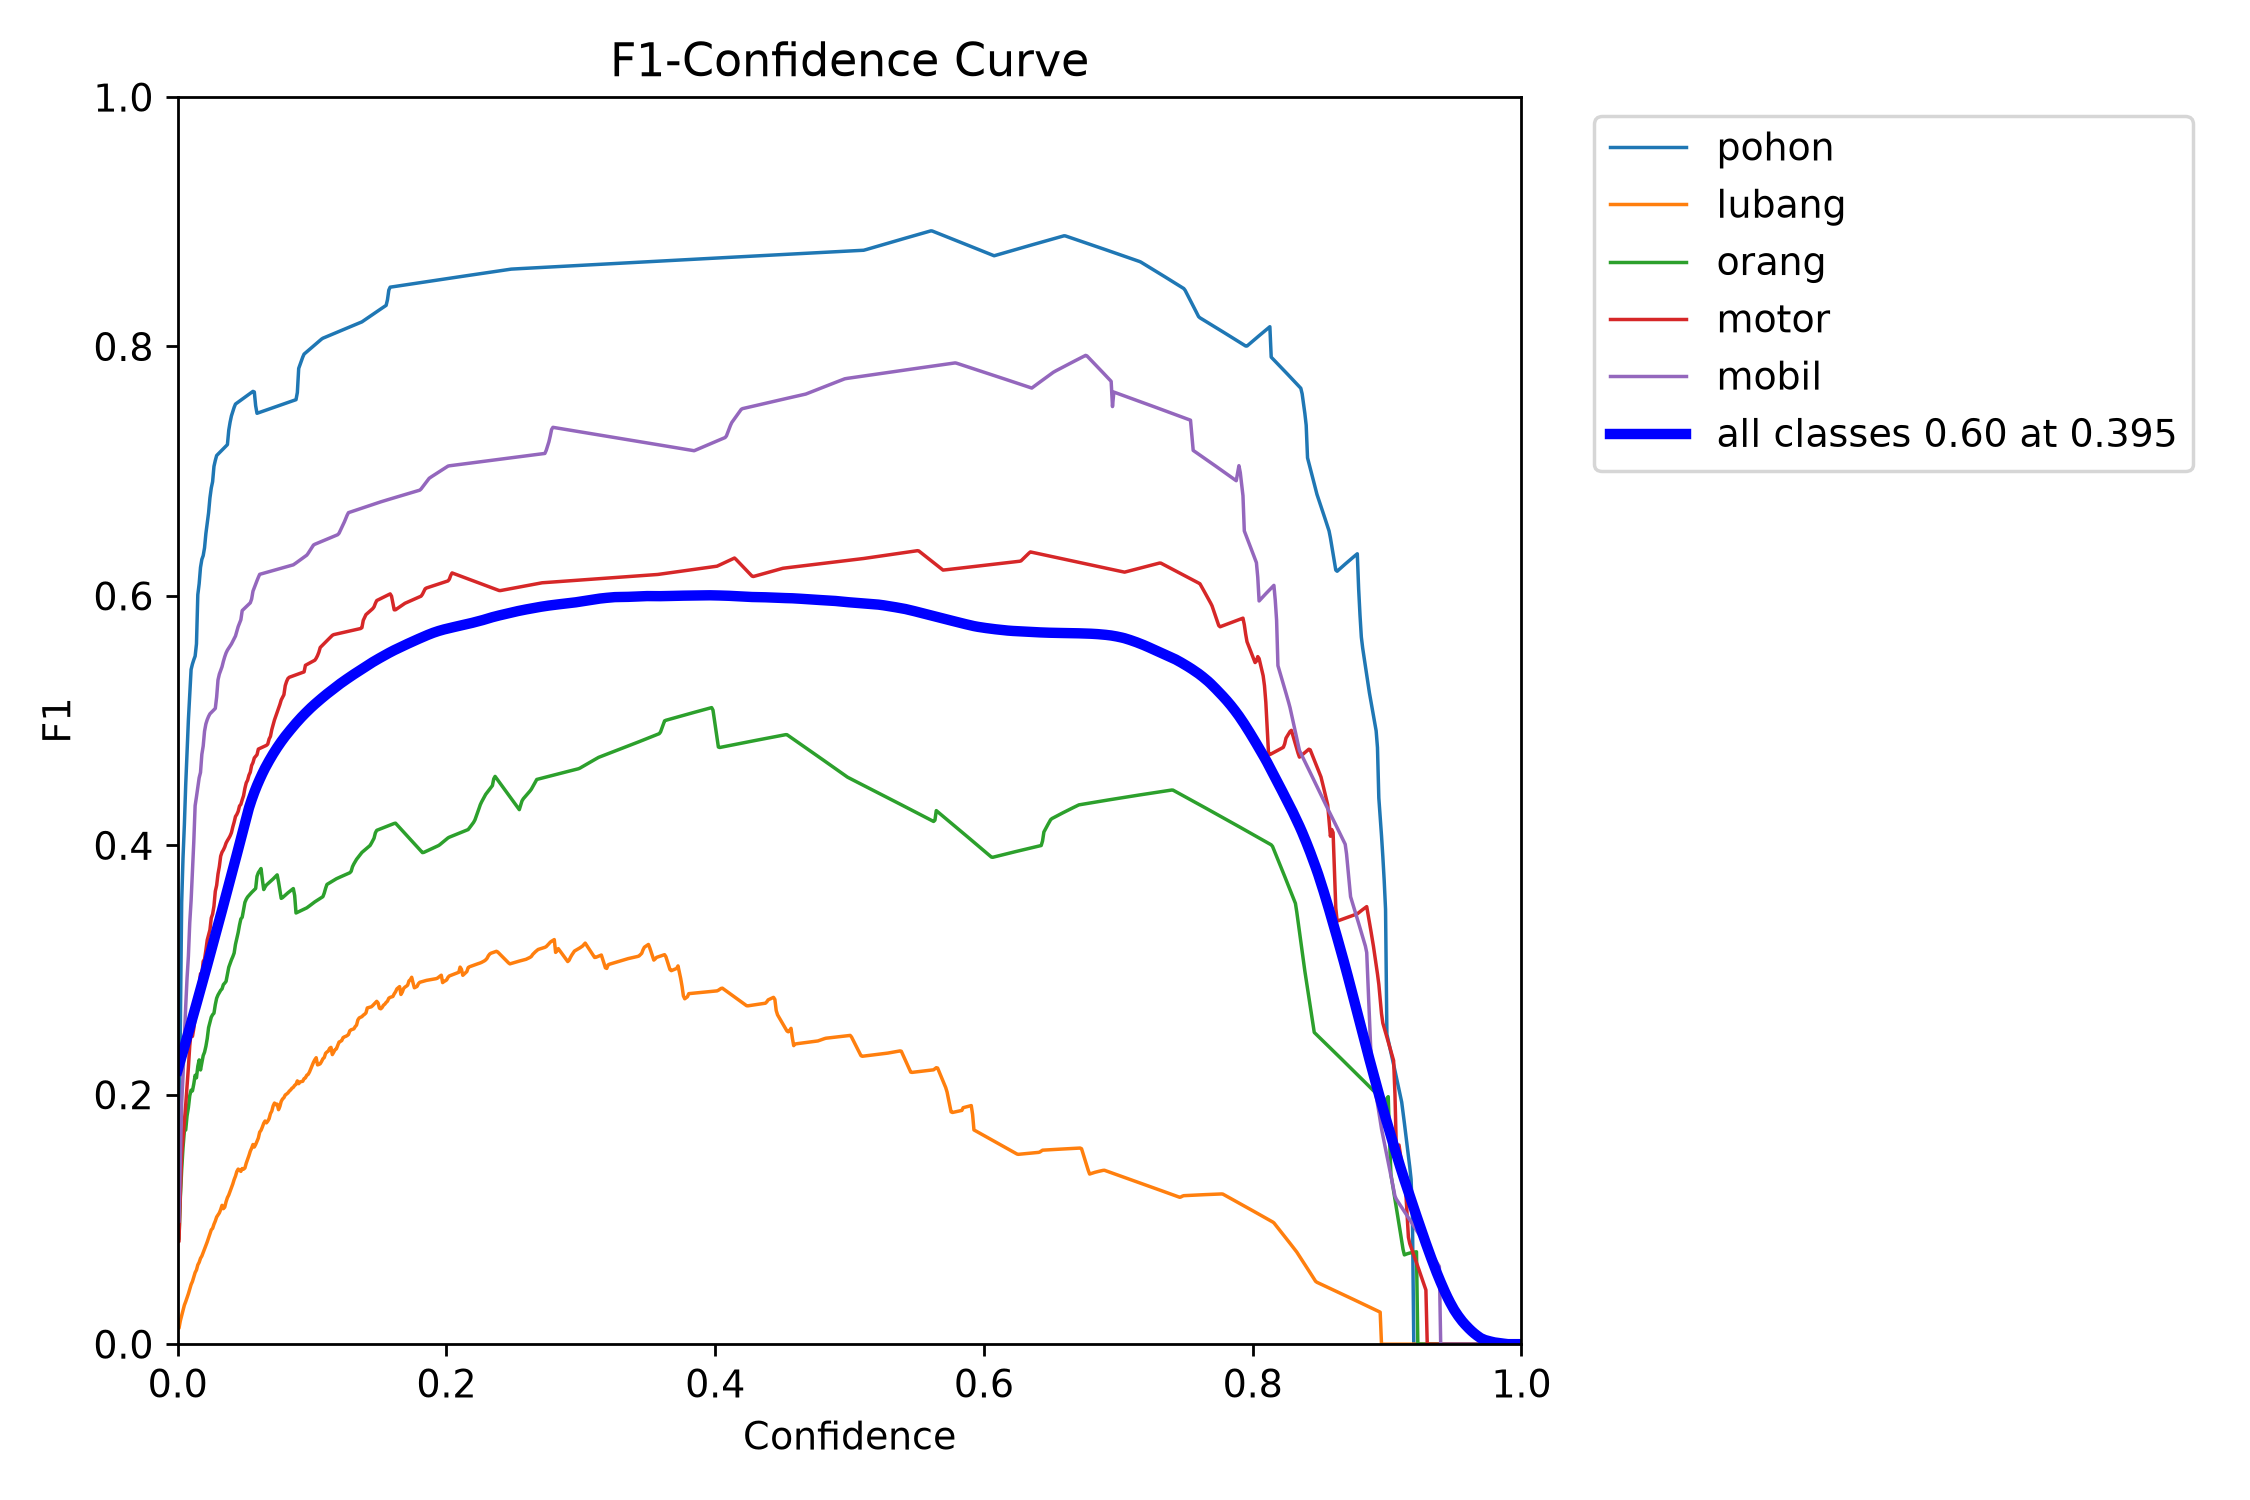 F1-Confidence Curve
1.0
0.8
0.6
0.4
0.2
0.0
F1
0.0 0.2 0.4 0.6 0.8 1.0
Confidence
pohon
lubang
orang
motor
mobil
all classes 0.60 at 0.395